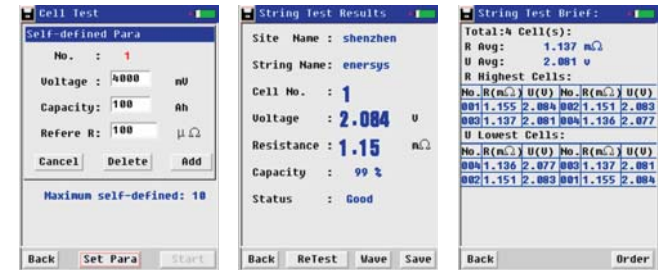 Cell Test
Self-defined Para
No. : 1
Voltage : 4000 mV
Capacity: 100 Ah
Refere R: 100 μΩ
Cancel Delete Add
Maximum self-defined: 10
Back Set Para Start
String Test Results
Site Name : shenzhen
String Name: enersys
Cell No. : 1
Voltage : 2.084 V
Resistance : 1.15 mΩ
Capacity : 99 %
Status : Good
Back ReTest Wave Save
String Test Brief:
Total:4 Cell(s):
R Avg: 1.137 mΩ
U Avg: 2.081 v
R Highest Cells:
No. R(mΩ) U(V) No. R(mΩ) U(V)
001 1.155 2.084 002 1.151 2.083
003 1.137 2.081 004 1.136 2.077
U Lowest Cells:
No. R(mΩ) U(V) No. R(mΩ) U(V)
004 1.136 2.077 003 1.137 2.081
002 1.151 2.083 001 1.155 2.084
Back Order